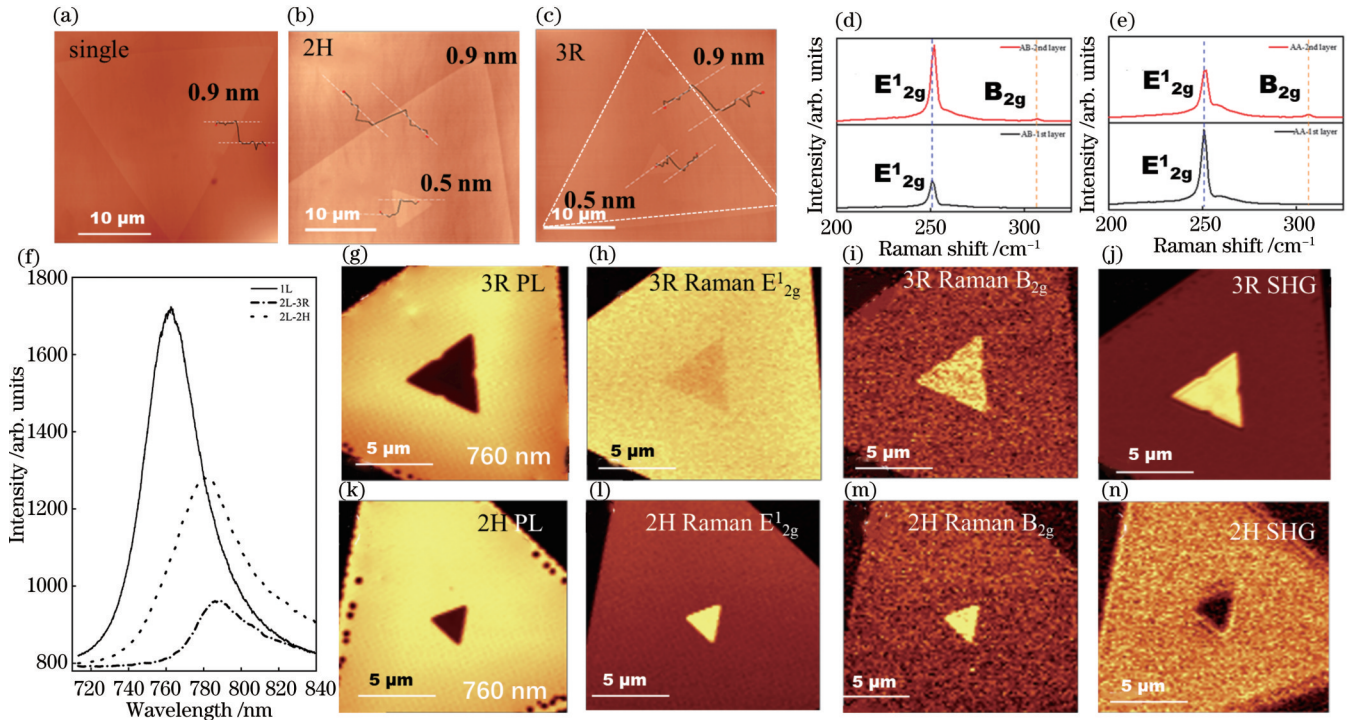 (a)
single
0.9 nm
10 μm
(b)
2H
0.9 nm
0.5 nm
10 μm
(c)
3R
0.9 nm
0.5 nm
10 μm
(d)
Intensity /arb. units
AB-2nd layer
E¹₂g
B₂g
AB-1st layer
E¹₂g
200 250 300
Raman shift /cm⁻¹
(e)
Intensity /arb. units
AA-2nd layer
E¹₂g
B₂g
AA-1st layer
E¹₂g
200 250 300
Raman shift /cm⁻¹
(f)
Intensity /arb. units
1800
1600
1400
1200
1000
800
1L
2L-3R
2L-2H
720 740 760 780 800 820 840
Wavelength /nm
(g)
3R PL
5 μm
760 nm
(h)
3R Raman E¹₂g
5 μm
(i)
3R Raman B₂g
5 μm
(j)
3R SHG
5 μm
(k)
2H PL
5 μm
760 nm
(l)
2H Raman E¹₂g
5 μm
(m)
2H Raman B₂g
5 μm
(n)
2H SHG
5 μm